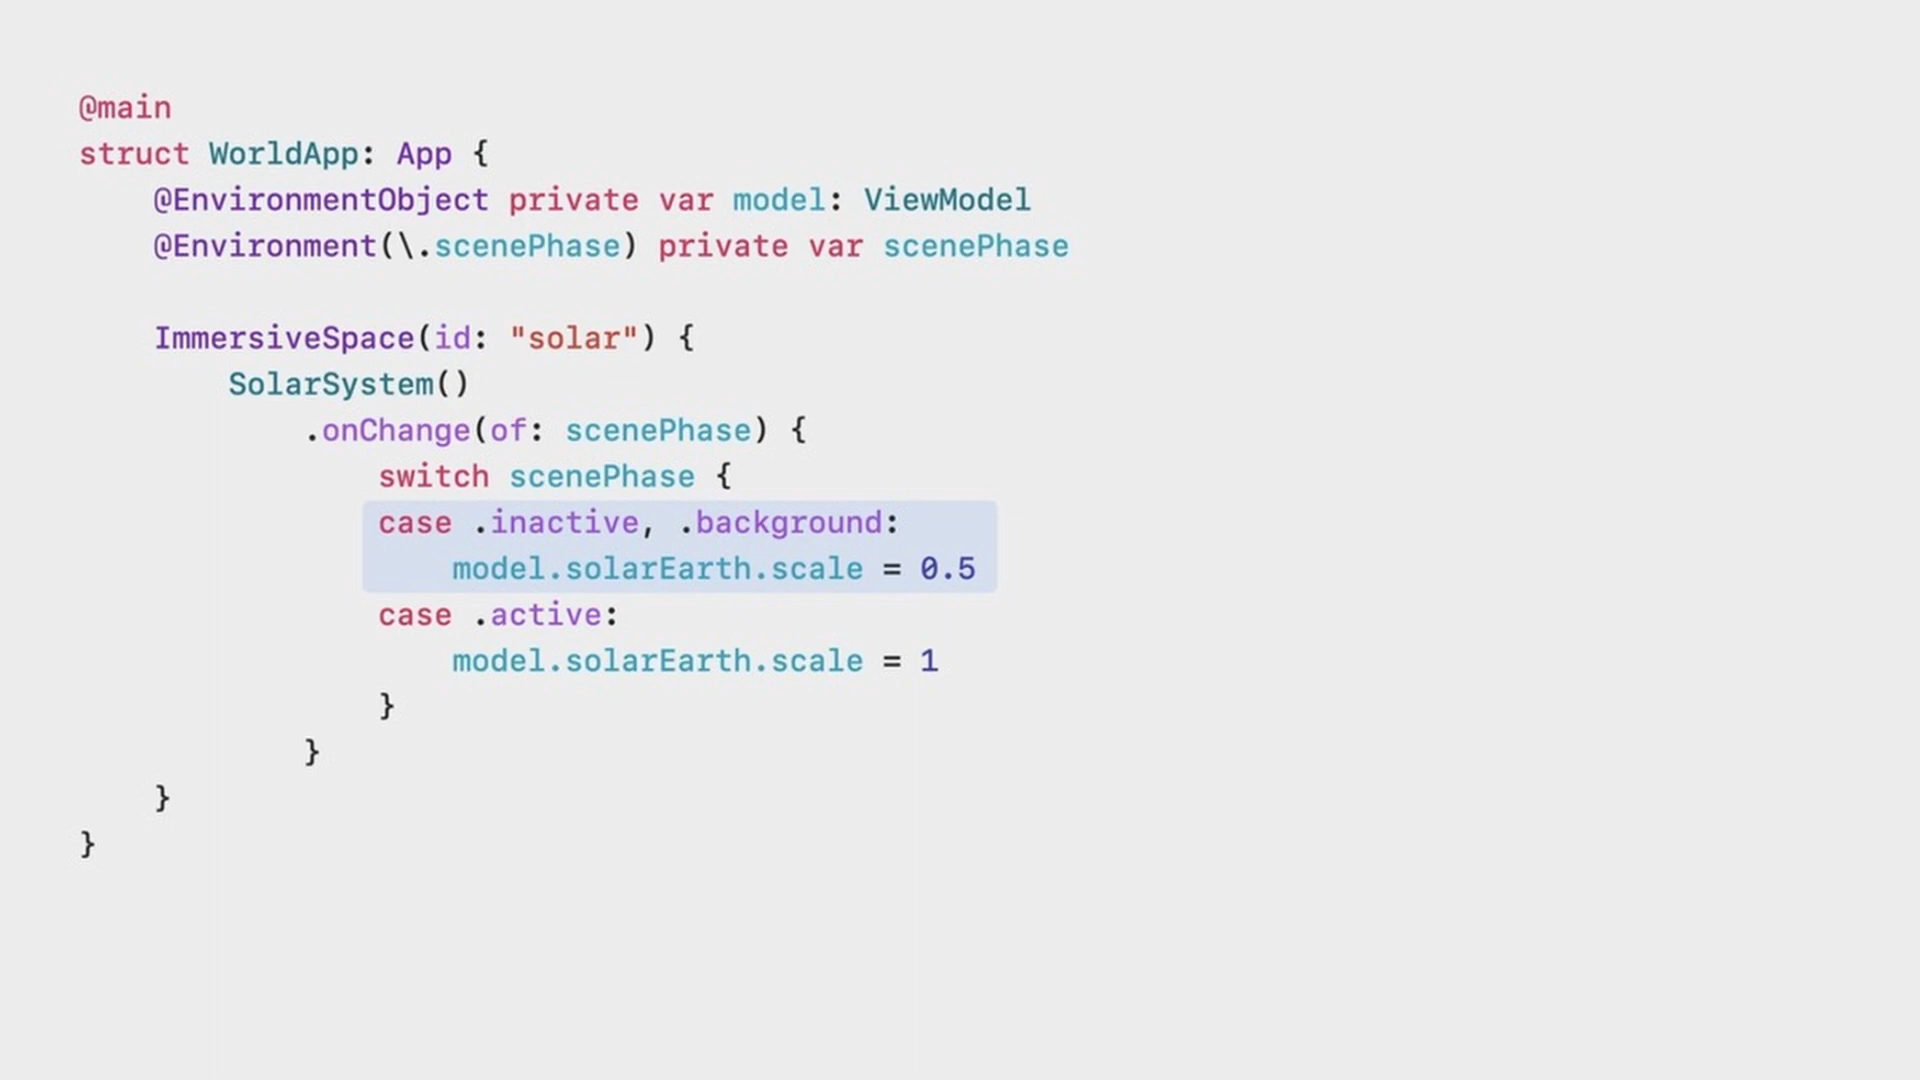 @main
struct WorldApp: App {
    @EnvironmentObject private var model: ViewModel
    @Environment(\.scenePhase) private var scenePhase

    ImmersiveSpace(id: "solar") {
        SolarSystem()
            .onChange(of: scenePhase) {
                switch scenePhase {
                case .inactive, .background:
                    model.solarEarth.scale = 0.5
                case .active:
                    model.solarEarth.scale = 1
                }
            }
    }
}